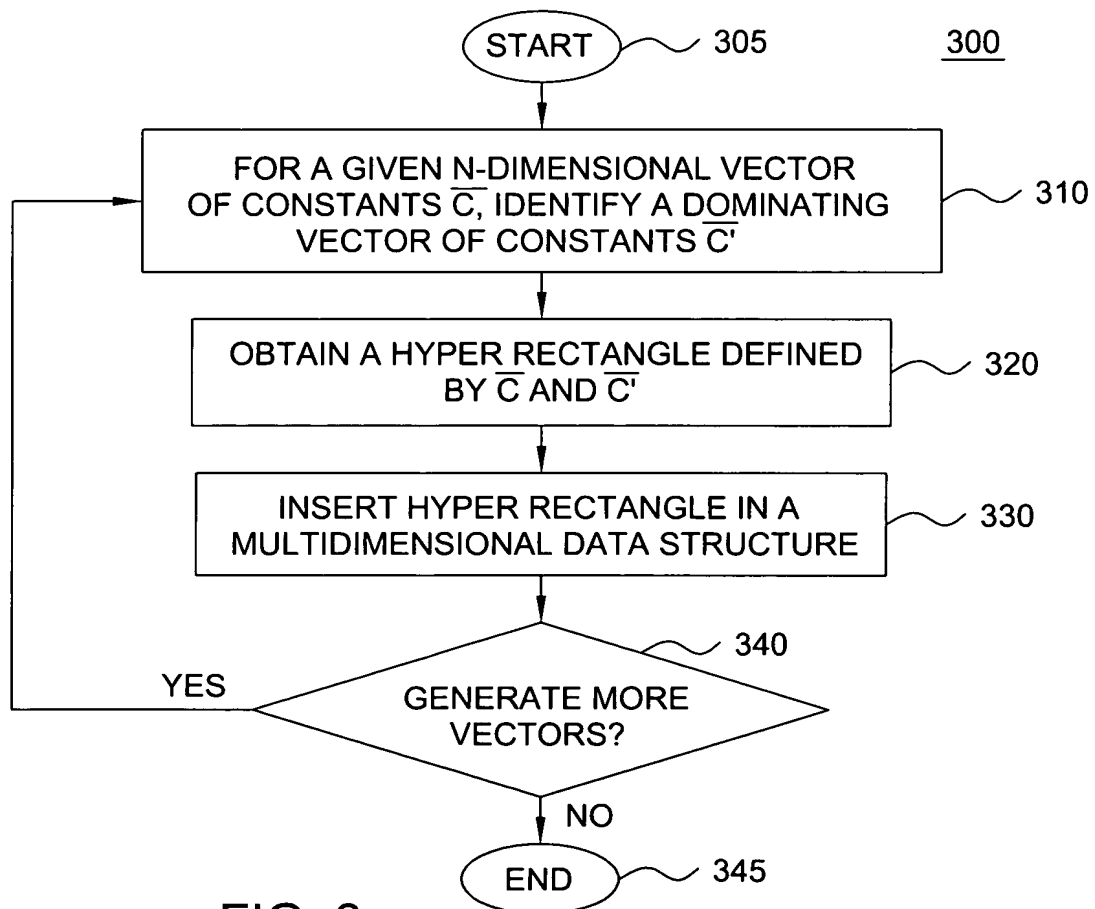 START
305
300
FOR A GIVEN N-DIMENSIONAL VECTOR
OF CONSTANTS C̅, IDENTIFY A DOMINATING
VECTOR OF CONSTANTS C̅'
310
OBTAIN A HYPER RECTANGLE DEFINED
BY C̅ AND C̅'
320
INSERT HYPER RECTANGLE IN A
MULTIDIMENSIONAL DATA STRUCTURE
330
340
YES
GENERATE MORE
VECTORS?
NO
END
345
FIG.